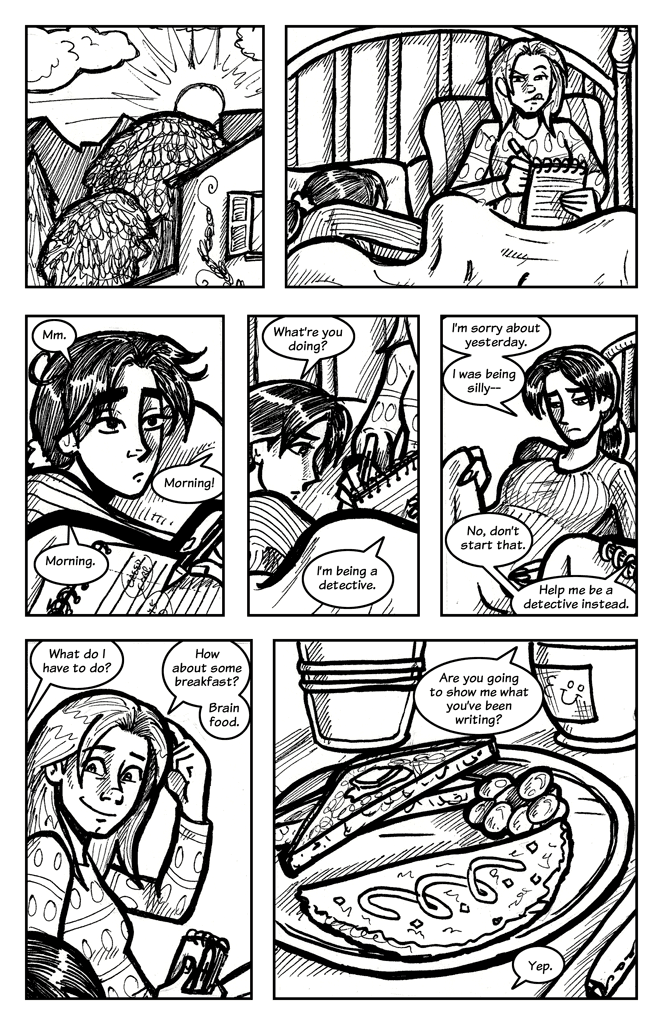 Mm.
Morning!
Morning.
What're you
doing?
I'm being a
detective.
I'm sorry about
yesterday.
I was being
silly--
No, don't
start that.
Help me be a
detective instead.
What do I
have to do?
How
about some
breakfast?
Brain
food.
Are you going
to show me what
you've been
writing?
Yep.